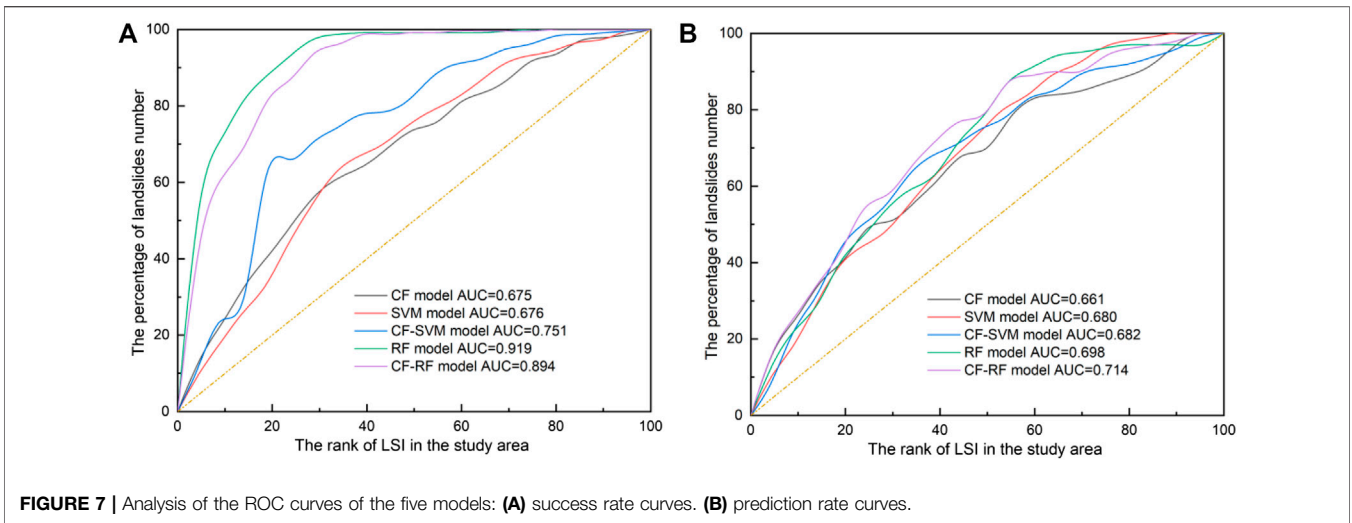 A
The percentage of landslides number
100
80
60
40
20
0
0 20 40 60 80 100
The rank of LSI in the study area
CF model AUC=0.675
SVM model AUC=0.676
CF-SVM model AUC=0.751
RF model AUC=0.919
CF-RF model AUC=0.894
B
The percentage of landslides number
100
80
60
40
20
0
0 20 40 60 80 100
The rank of LSI in the study area
CF model AUC=0.661
SVM model AUC=0.680
CF-SVM model AUC=0.682
RF model AUC=0.698
CF-RF model AUC=0.714
FIGURE 7 | Analysis of the ROC curves of the five models: (A) success rate curves. (B) prediction rate curves.